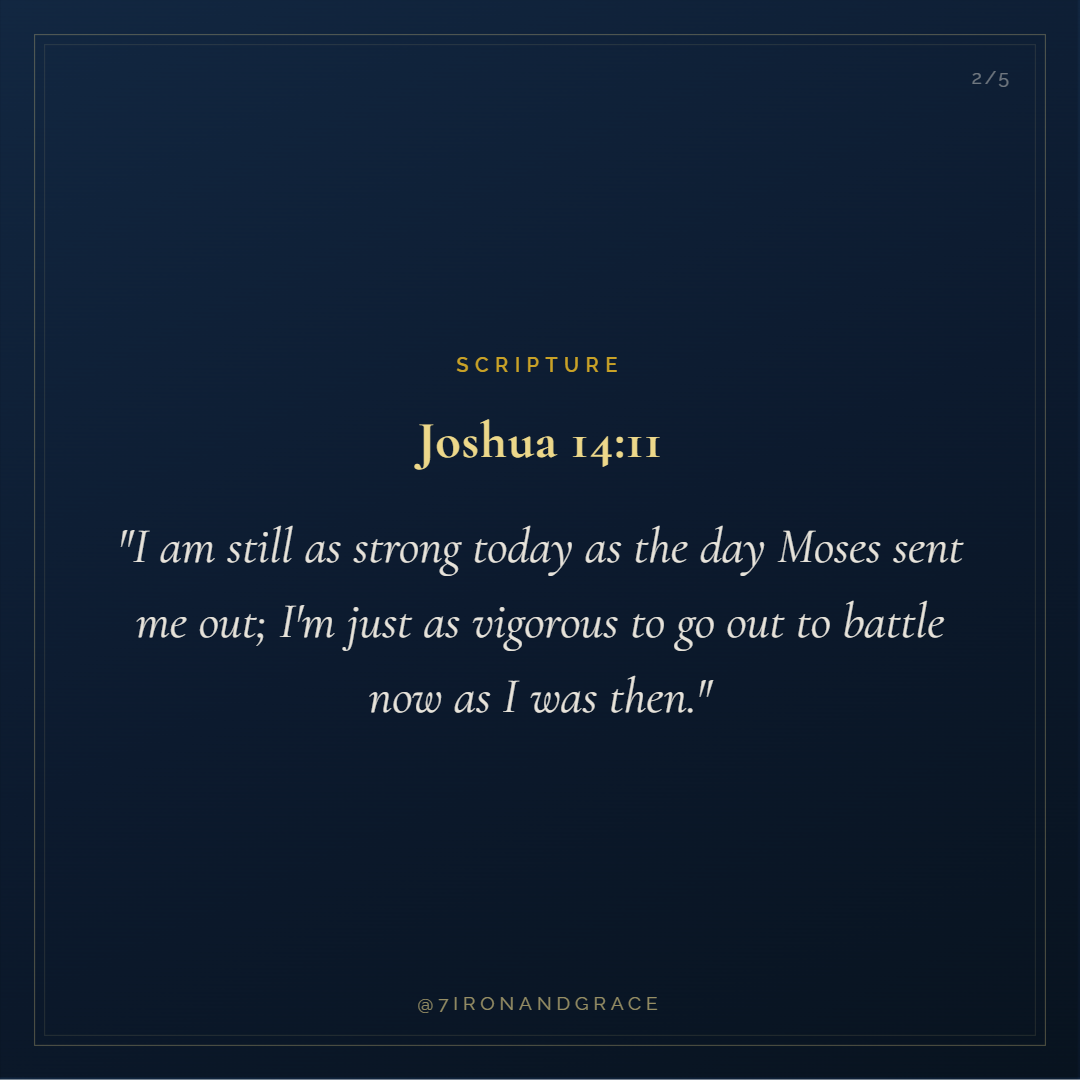 2/5
SCRIPTURE
Joshua 14:11
"I am still as strong today as the day Moses sent
me out; I'm just as vigorous to go out to battle
now as I was then."
@7IRONANDGRACE